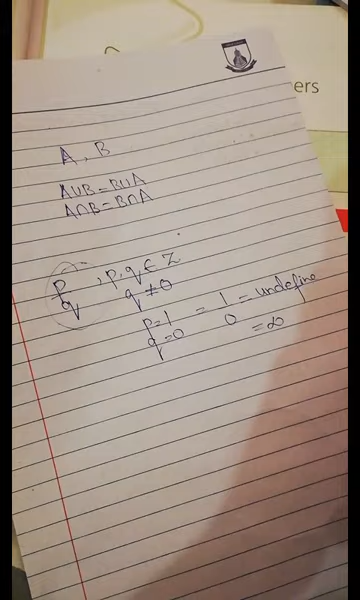 ers
A, B
A∪B = B∪A
A∩B = B∩A
p/q , p, q ∈ Z
q ≠ 0
p=1
q=0
= 1/0 = undefine
= ∞